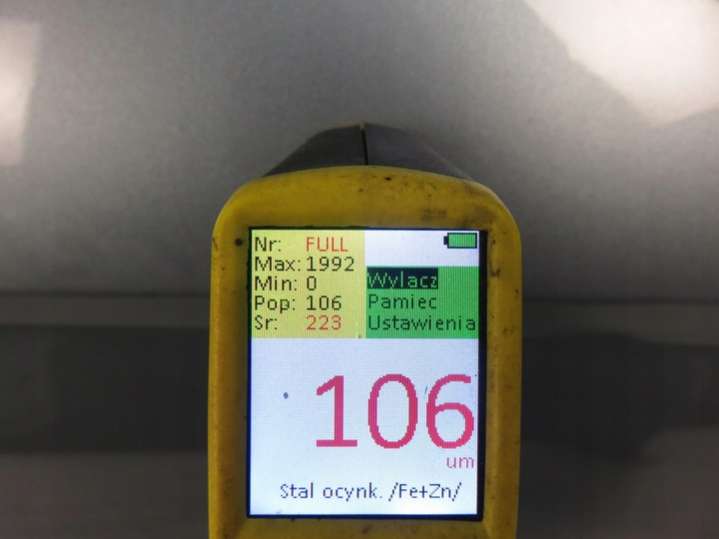 Nr: FULL
Max: 1992
Min: 0
Pop: 106
Sr: 223
Wylacz
Pamiec
Ustawienia
106
um
Stal ocynk. /Fe+Zn/